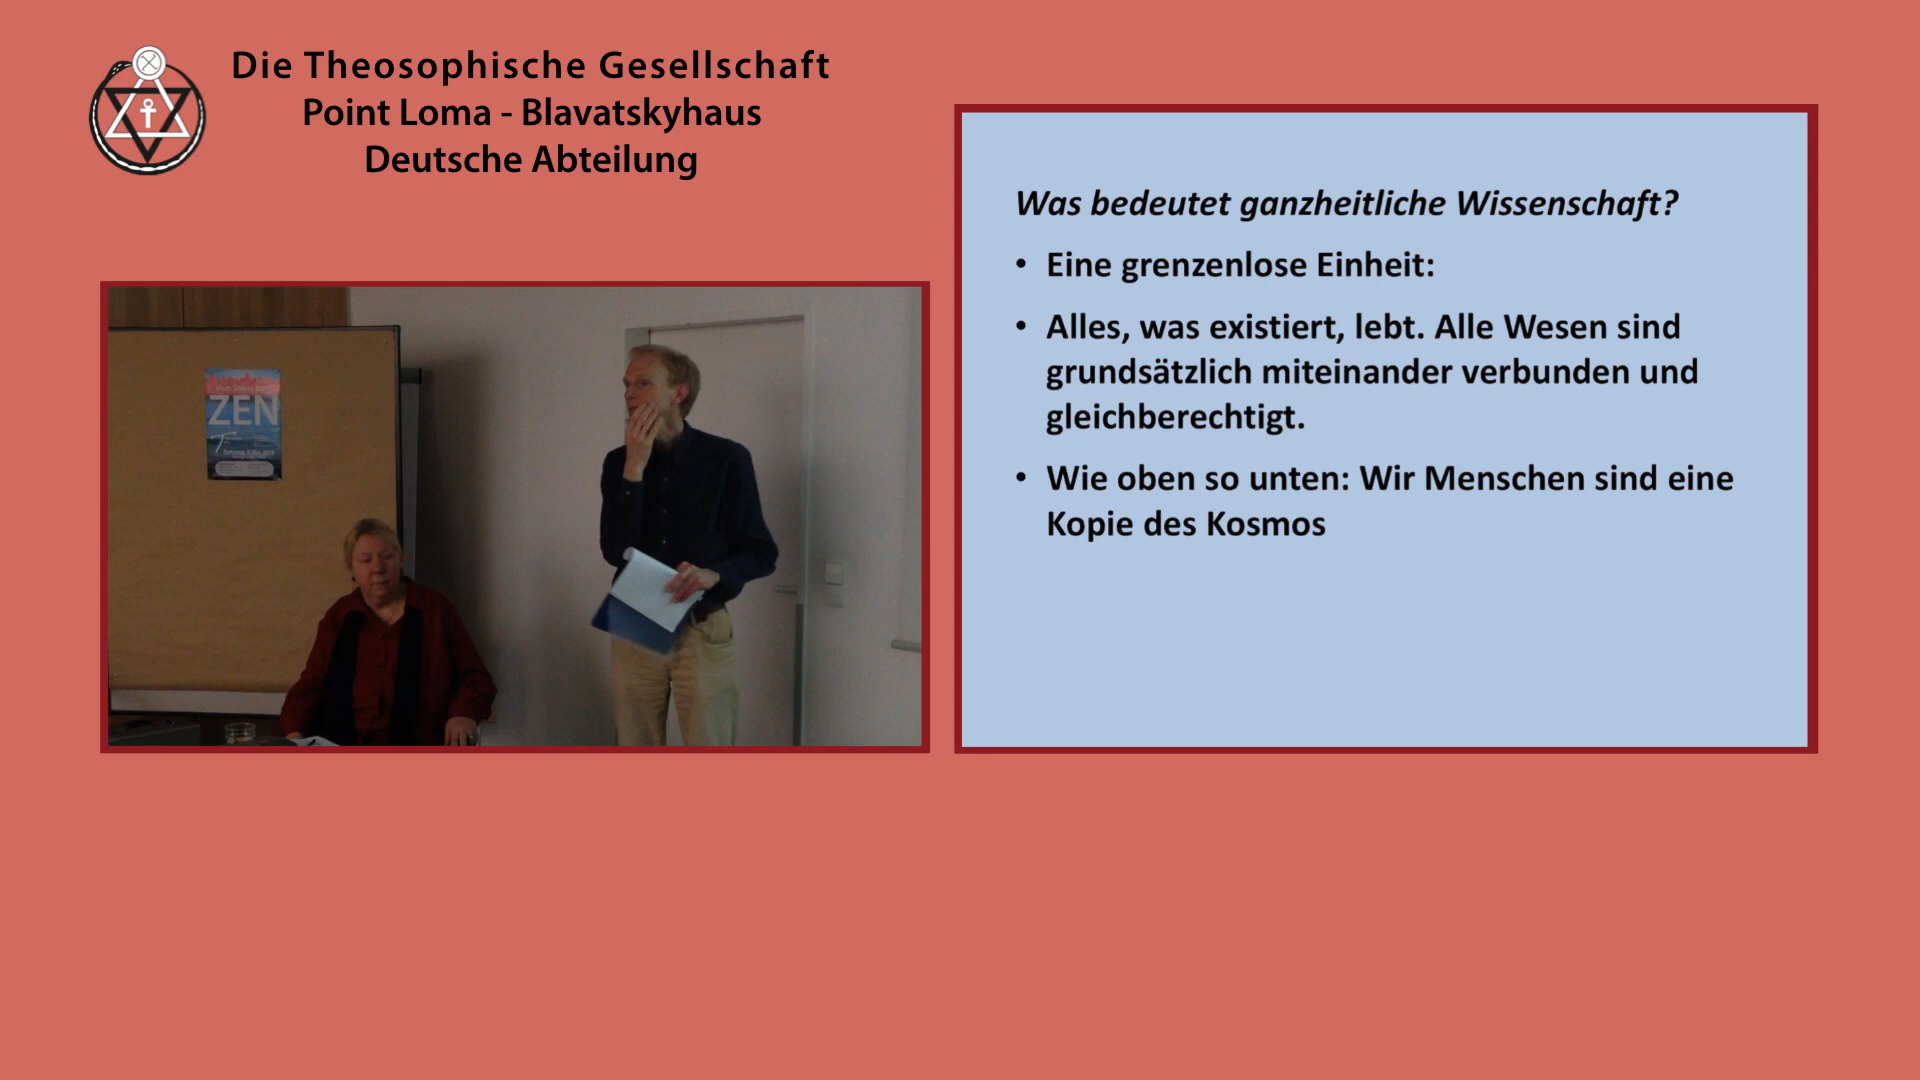 Die Theosophische Gesellschaft
Point Loma - Blavatskyhaus
Deutsche Abteilung
ZEN
Was bedeutet ganzheitliche Wissenschaft?
• Eine grenzenlose Einheit:
• Alles, was existiert, lebt. Alle Wesen sind
grundsätzlich miteinander verbunden und
gleichberechtigt.
• Wie oben so unten: Wir Menschen sind eine
Kopie des Kosmos